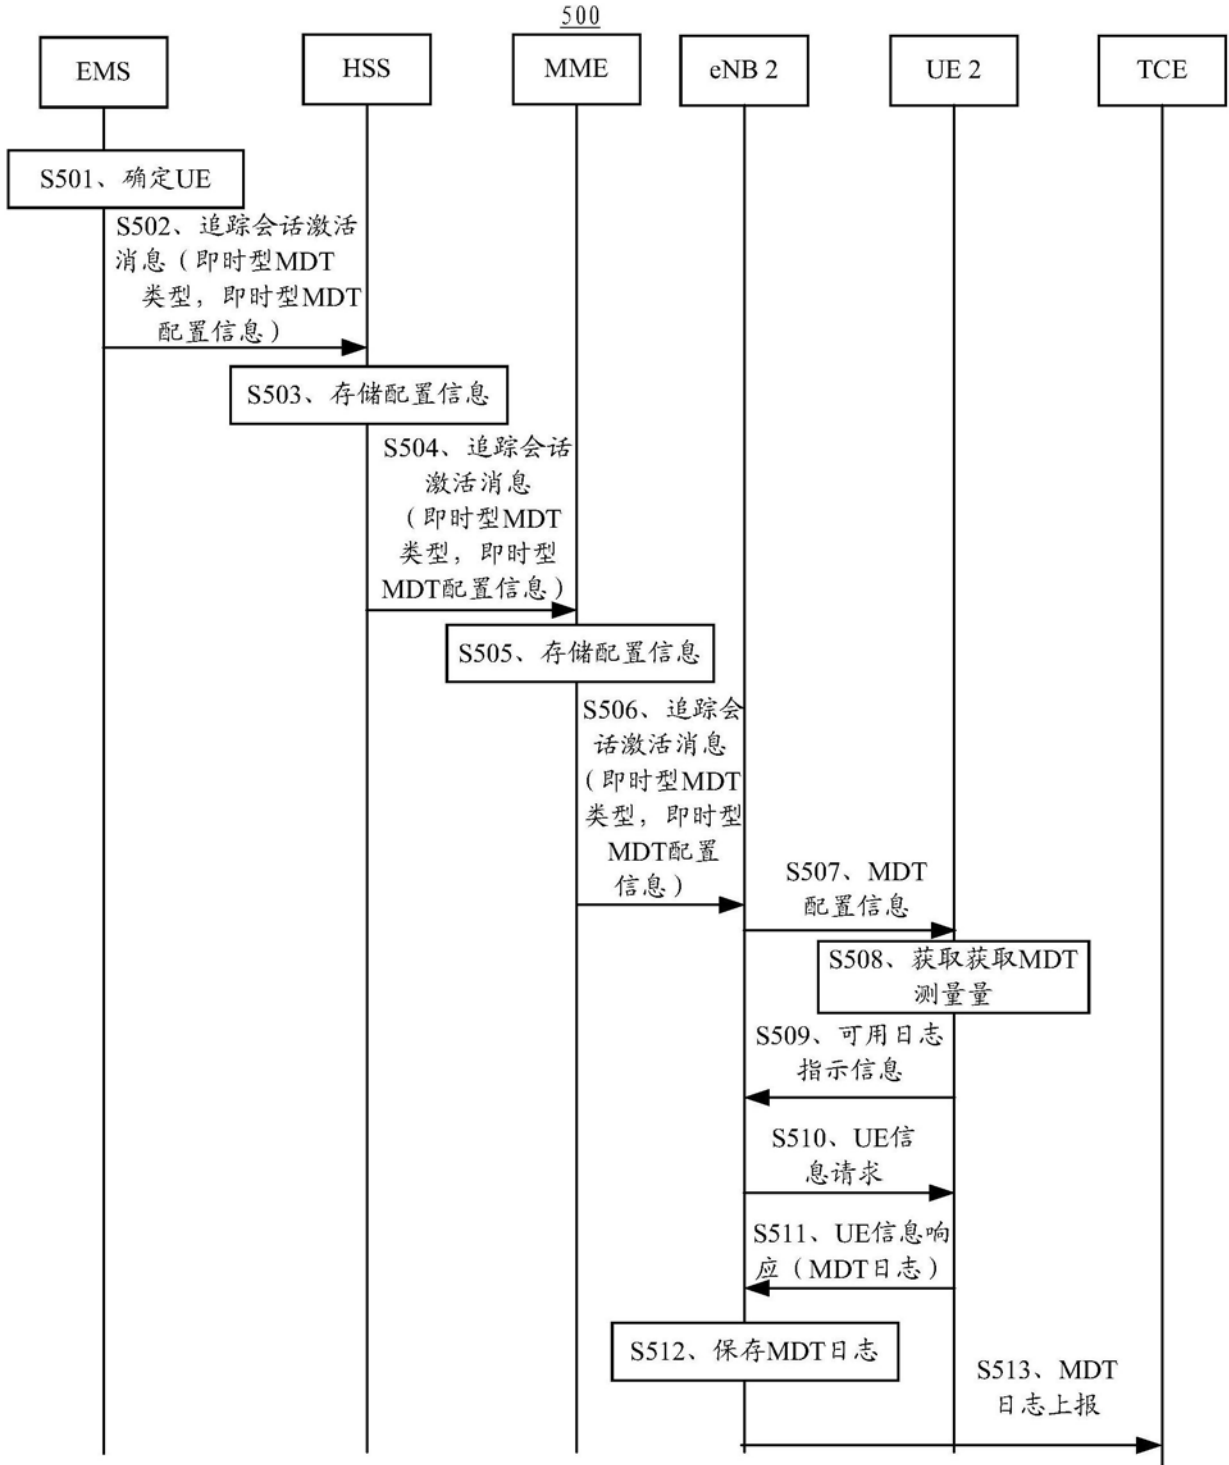 500
EMS
HSS
MME
eNB 2
UE 2
TCE
S501、确定UE
S502、追踪会话激活
消息（即时型MDT
类型，即时型MDT
配置信息）
S503、存储配置信息
S504、追踪会话
激活消息
（即时型MDT
类型，即时型
MDT配置信息）
S505、存储配置信息
S506、追踪会
话激活消息
（即时型MDT
类型，即时型
MDT配置
信息）
S507、MDT
配置信息
S508、获取获取MDT
测量量
S509、可用日志
指示信息
S510、UE信
息请求
S511、UE信息响
应（MDT日志）
S512、保存MDT日志
S513、MDT
日志上报